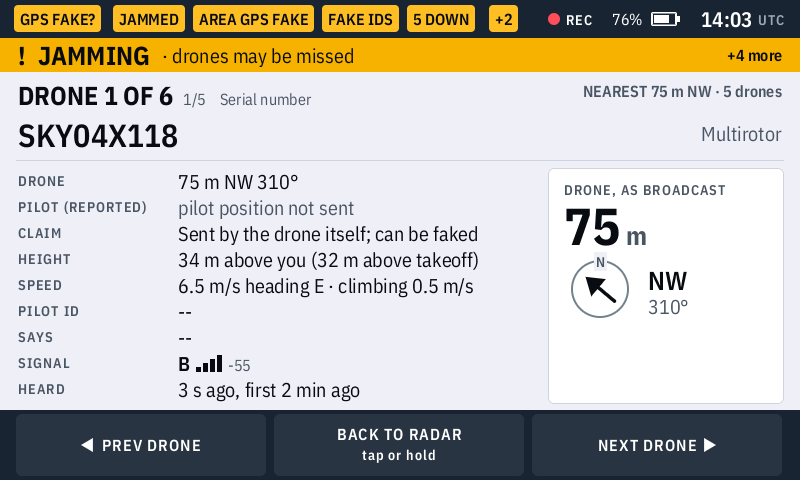 GPS FAKE? JAMMED AREA GPS FAKE FAKE IDS 5 DOWN +2 REC 76% 14:03 UTC
! JAMMING · drones may be missed +4 more
DRONE 1 OF 6 1/5 Serial number NEAREST 75 m NW · 5 drones
SKY04X118 Multirotor
DRONE 75 m NW 310°
PILOT (REPORTED) pilot position not sent
CLAIM Sent by the drone itself; can be faked
HEIGHT 34 m above you (32 m above takeoff)
SPEED 6.5 m/s heading E · climbing 0.5 m/s
PILOT ID --
SAYS --
SIGNAL B -55
HEARD 3 s ago, first 2 min ago
DRONE, AS BROADCAST
75 m
N
NW
310°
◀ PREV DRONE
BACK TO RADAR
tap or hold
NEXT DRONE ▶